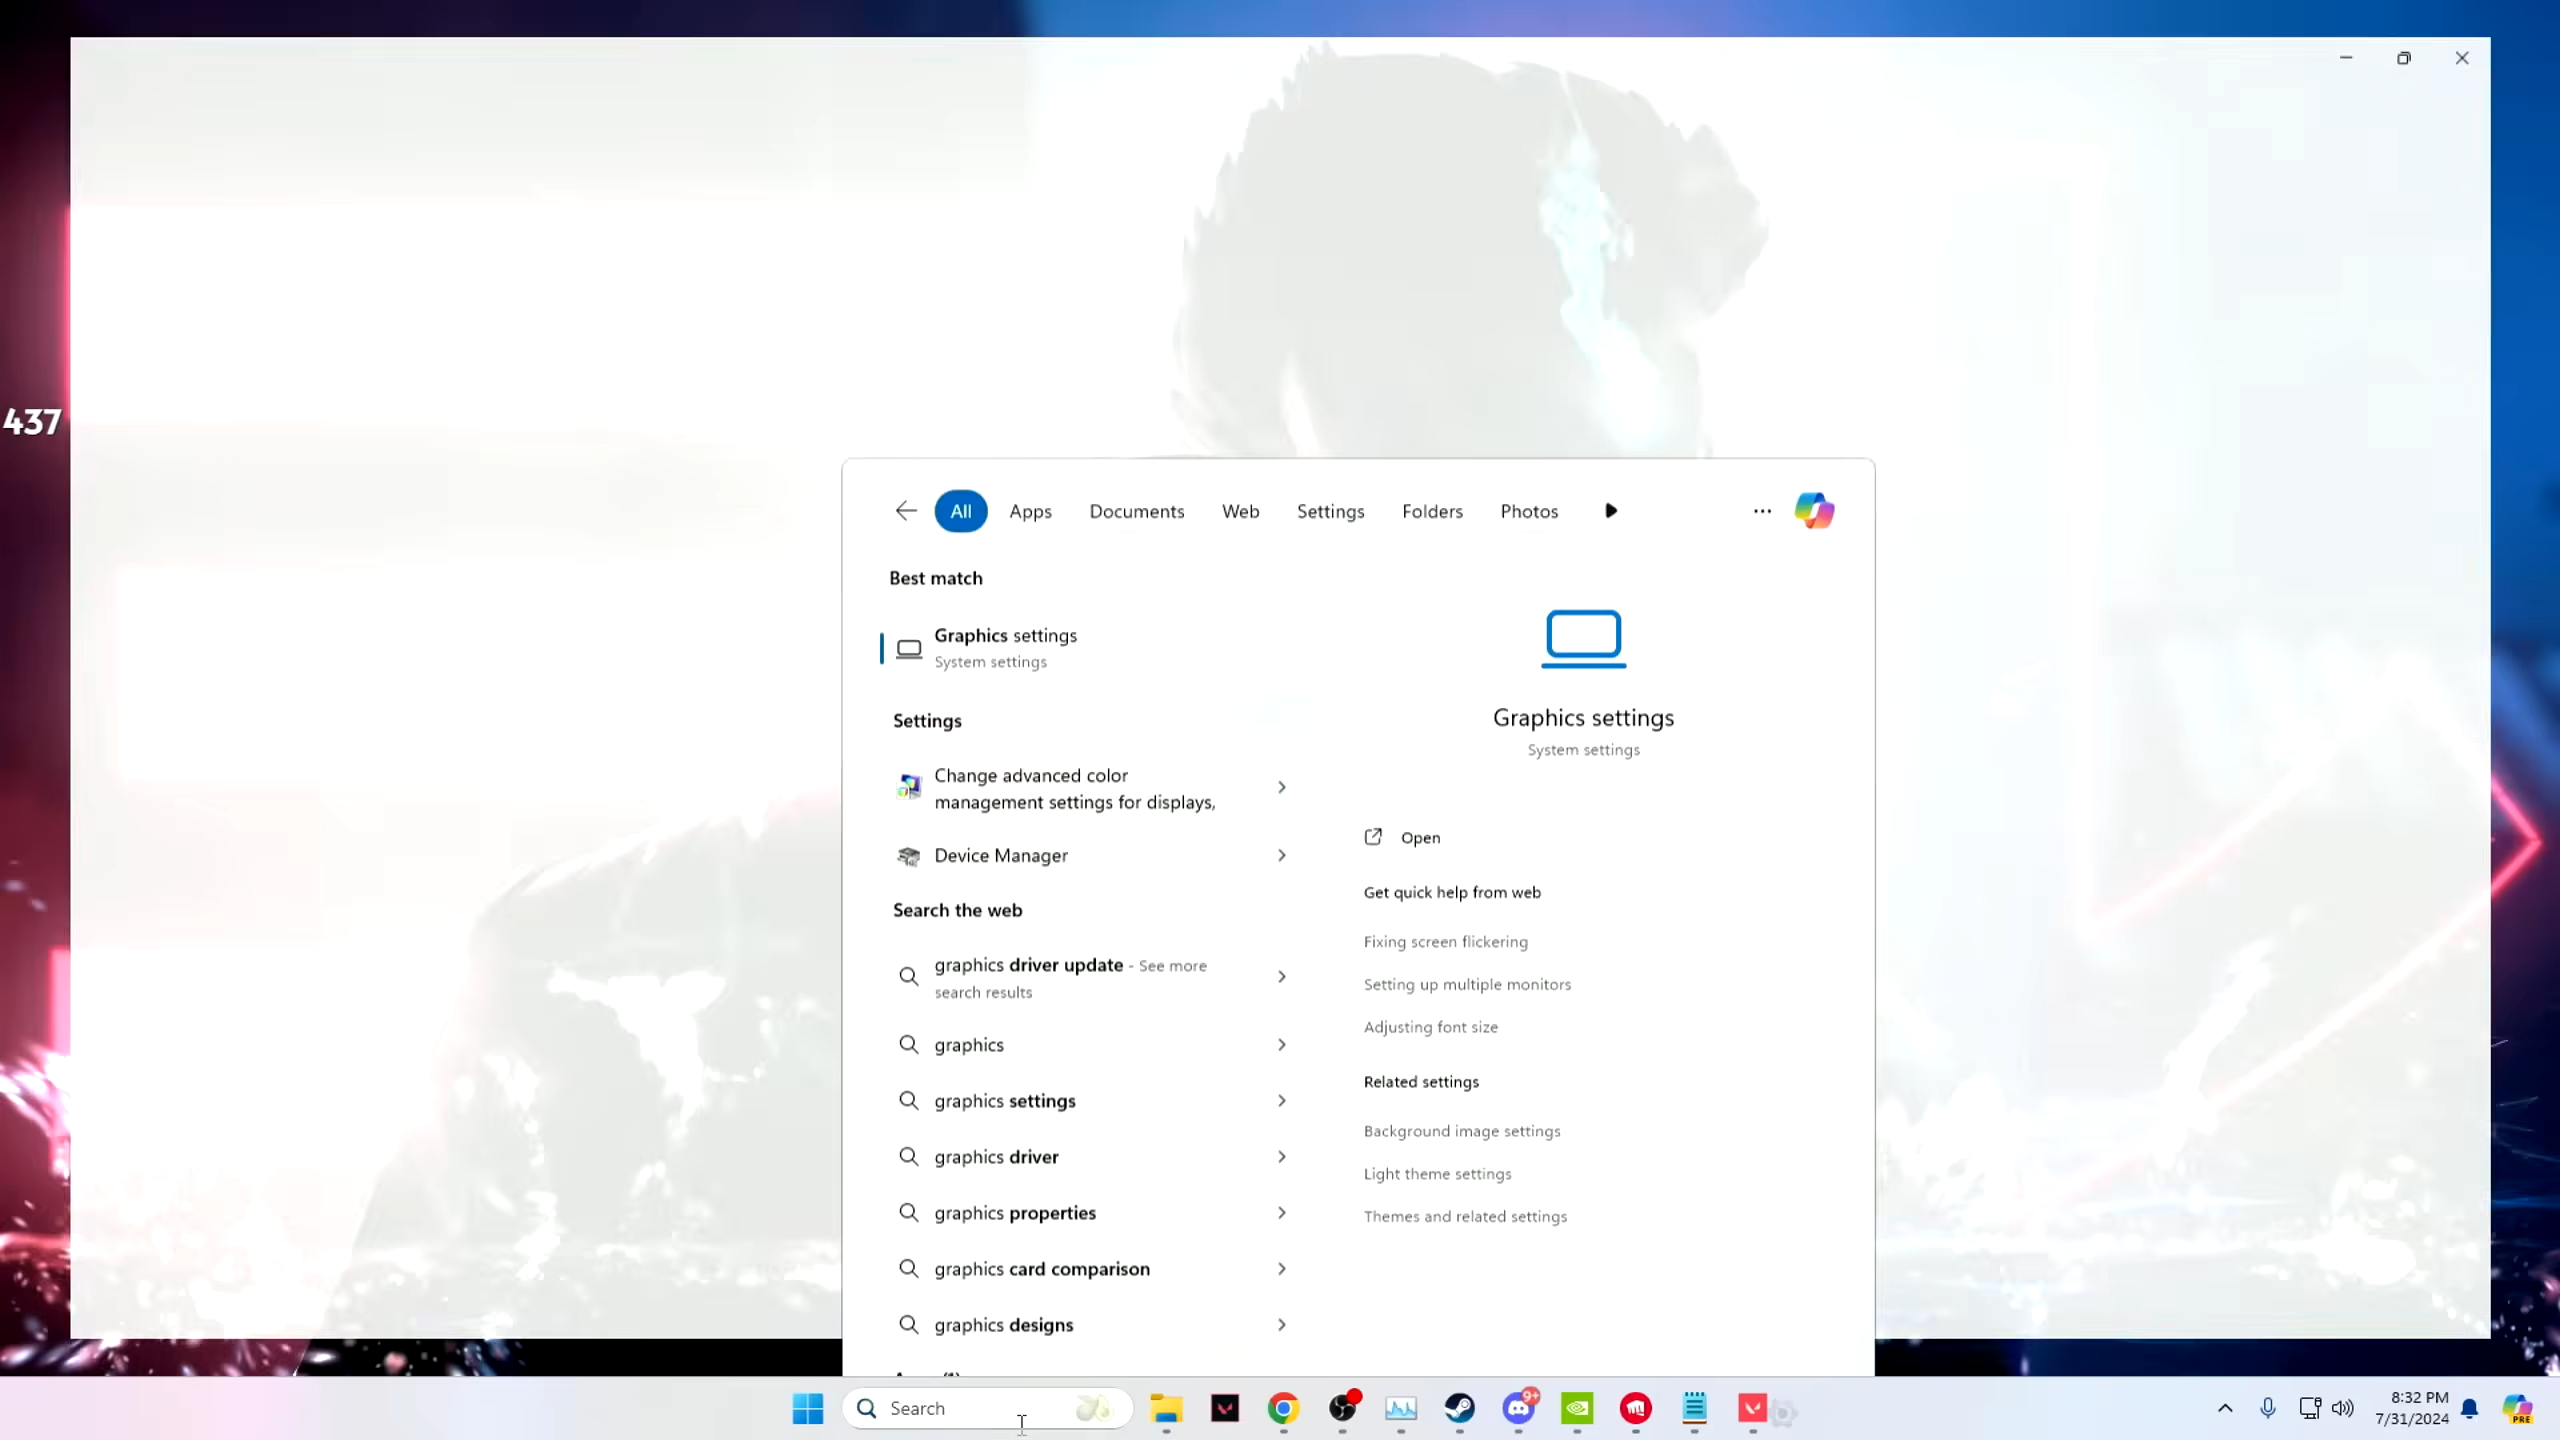 437
All Apps Documents Web Settings Folders Photos
Best match
Graphics settings
System settings
Settings
Change advanced color
management settings for displays,
Device Manager
Search the web
graphics driver update - See more
search results
graphics
graphics settings
graphics driver
graphics properties
graphics card comparison
graphics designs
Graphics settings
System settings
Open
Get quick help from web
Fixing screen flickering
Setting up multiple monitors
Adjusting font size
Related settings
Background image settings
Light theme settings
Themes and related settings
Search
9+
8:32 PM
7/31/2024
PRE